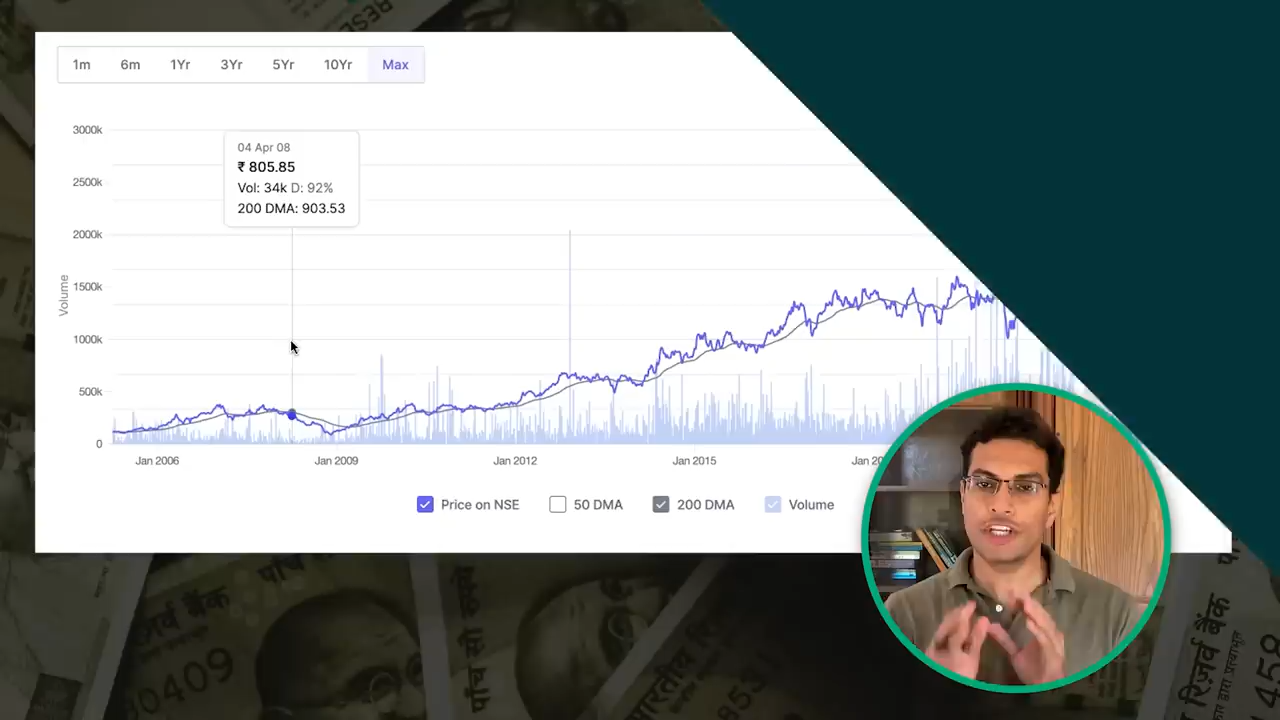 1m 6m 1Yr 3Yr 5Yr 10Yr Max
3000k
2500k
2000k
1500k
1000k
500k
0
Volume
04 Apr 08
₹ 805.85
Vol: 34k D: 92%
200 DMA: 903.53
Jan 2006 Jan 2009 Jan 2012 Jan 2015
Price on NSE 50 DMA 200 DMA Volume
रिज़र्व बैंक
पाँच सौ रुपये
भारतीय
रिज़र्व बैंक